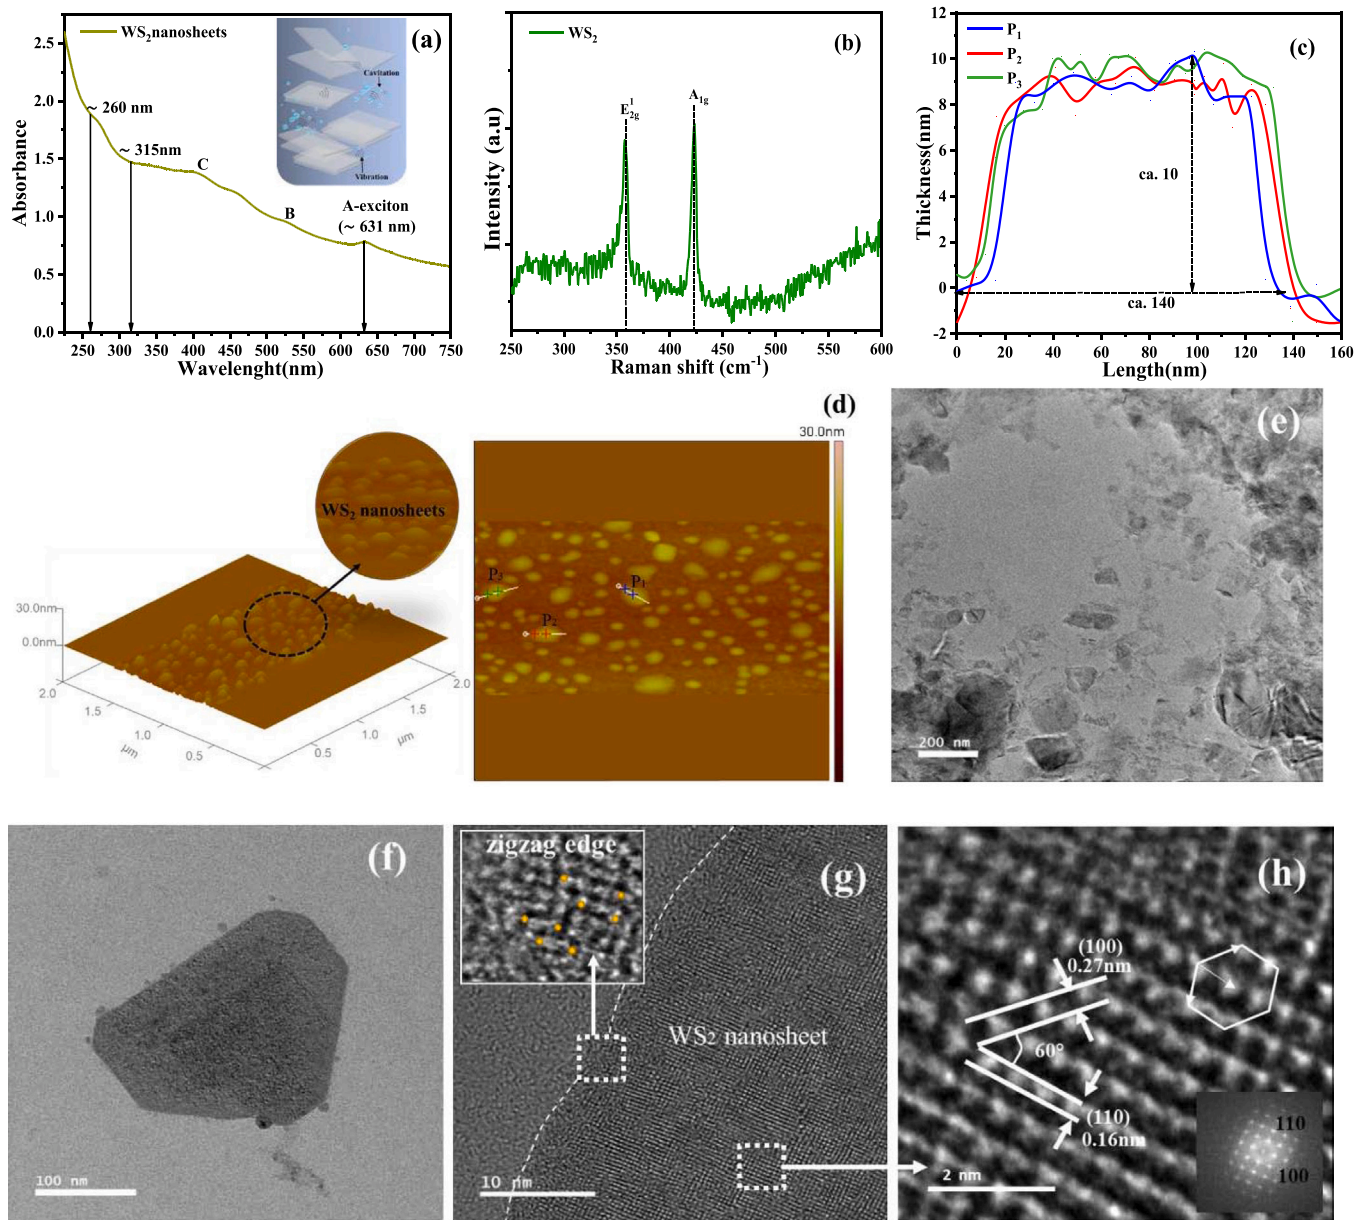 (a)
WS2nanosheets
Cavitation
Vibration
~ 260 nm
~ 315nm
C
B
A-exciton
(~ 631 nm)
Absorbance
2.5
2.0
1.5
1.0
0.5
0.0
250 300 350 400 450 500 550 600 650 700 750
Wavelenght(nm)
(b)
WS2
E1 2g
A1g
Intensity (a.u)
250 300 350 400 450 500 550 600
Raman shift (cm-1)
(c)
P1
P2
P3
ca. 10
ca. 140
Thickness(nm)
12
10
8
6
4
2
0
-2
0 20 40 60 80 100 120 140 160
Length(nm)
(d)
WS2 nanosheets
30.0nm
0.0nm
2.0
1.5
1.0
0.5
µm
0.5
1.0
1.5
2.0
µm
30.0nm
P3
P1
P2
(e)
200 nm
(f)
100 nm
(g)
zigzag edge
WS2 nanosheet
10 nm
(h)
(100)
0.27nm
60°
(110)
0.16nm
2 nm
110
100